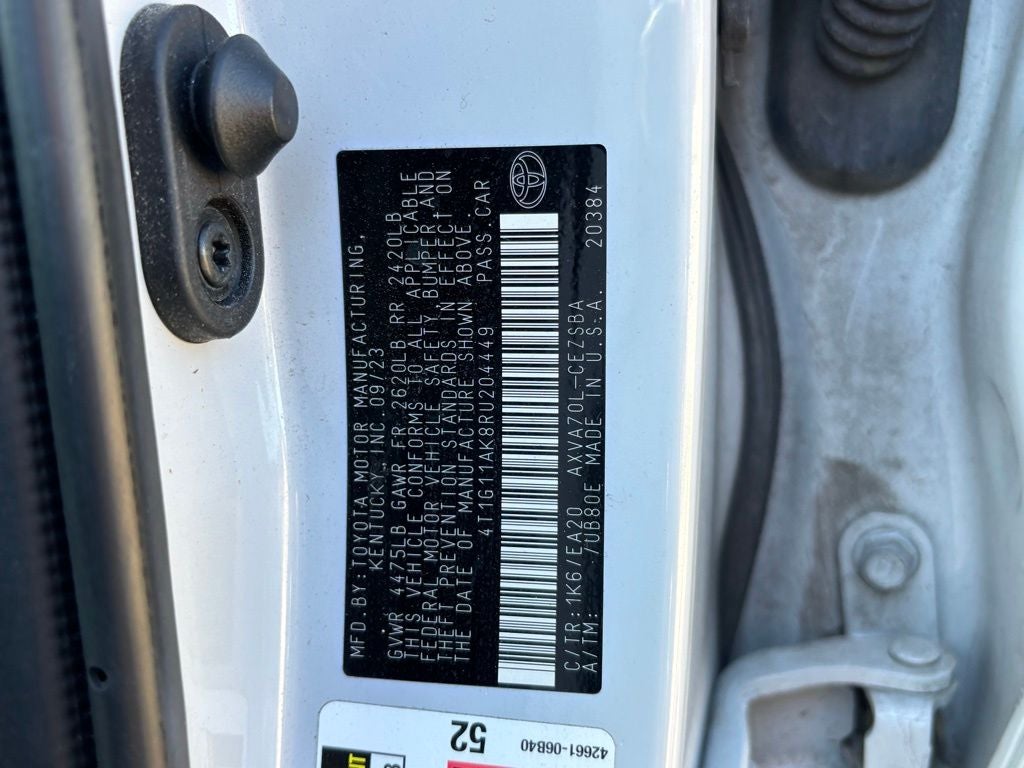 MFD.BY:TOYOTA MOTOR MANUFACTURING,
KENTUCKY,INC.09/23
GVWR 4475LB GAWR FR 2620LB RR 2420LB
THIS VEHICLE CONFORMS TO ALL APPLICABLE
FEDERAL MOTOR VEHICLE SAFETY, BUMPER,AND
THEFT PREVENTION STANDARDS IN EFFECT ON
THE DATE OF MANUFACTURE SHOWN ABOVE.
4T1G11AK8RU204449 PASS.CAR
C/TR:1K6/EA20 AXVA70L-CEZSBA
A/TM: /UB80E MADE IN U.S.A. 20384
52
42661-06B40